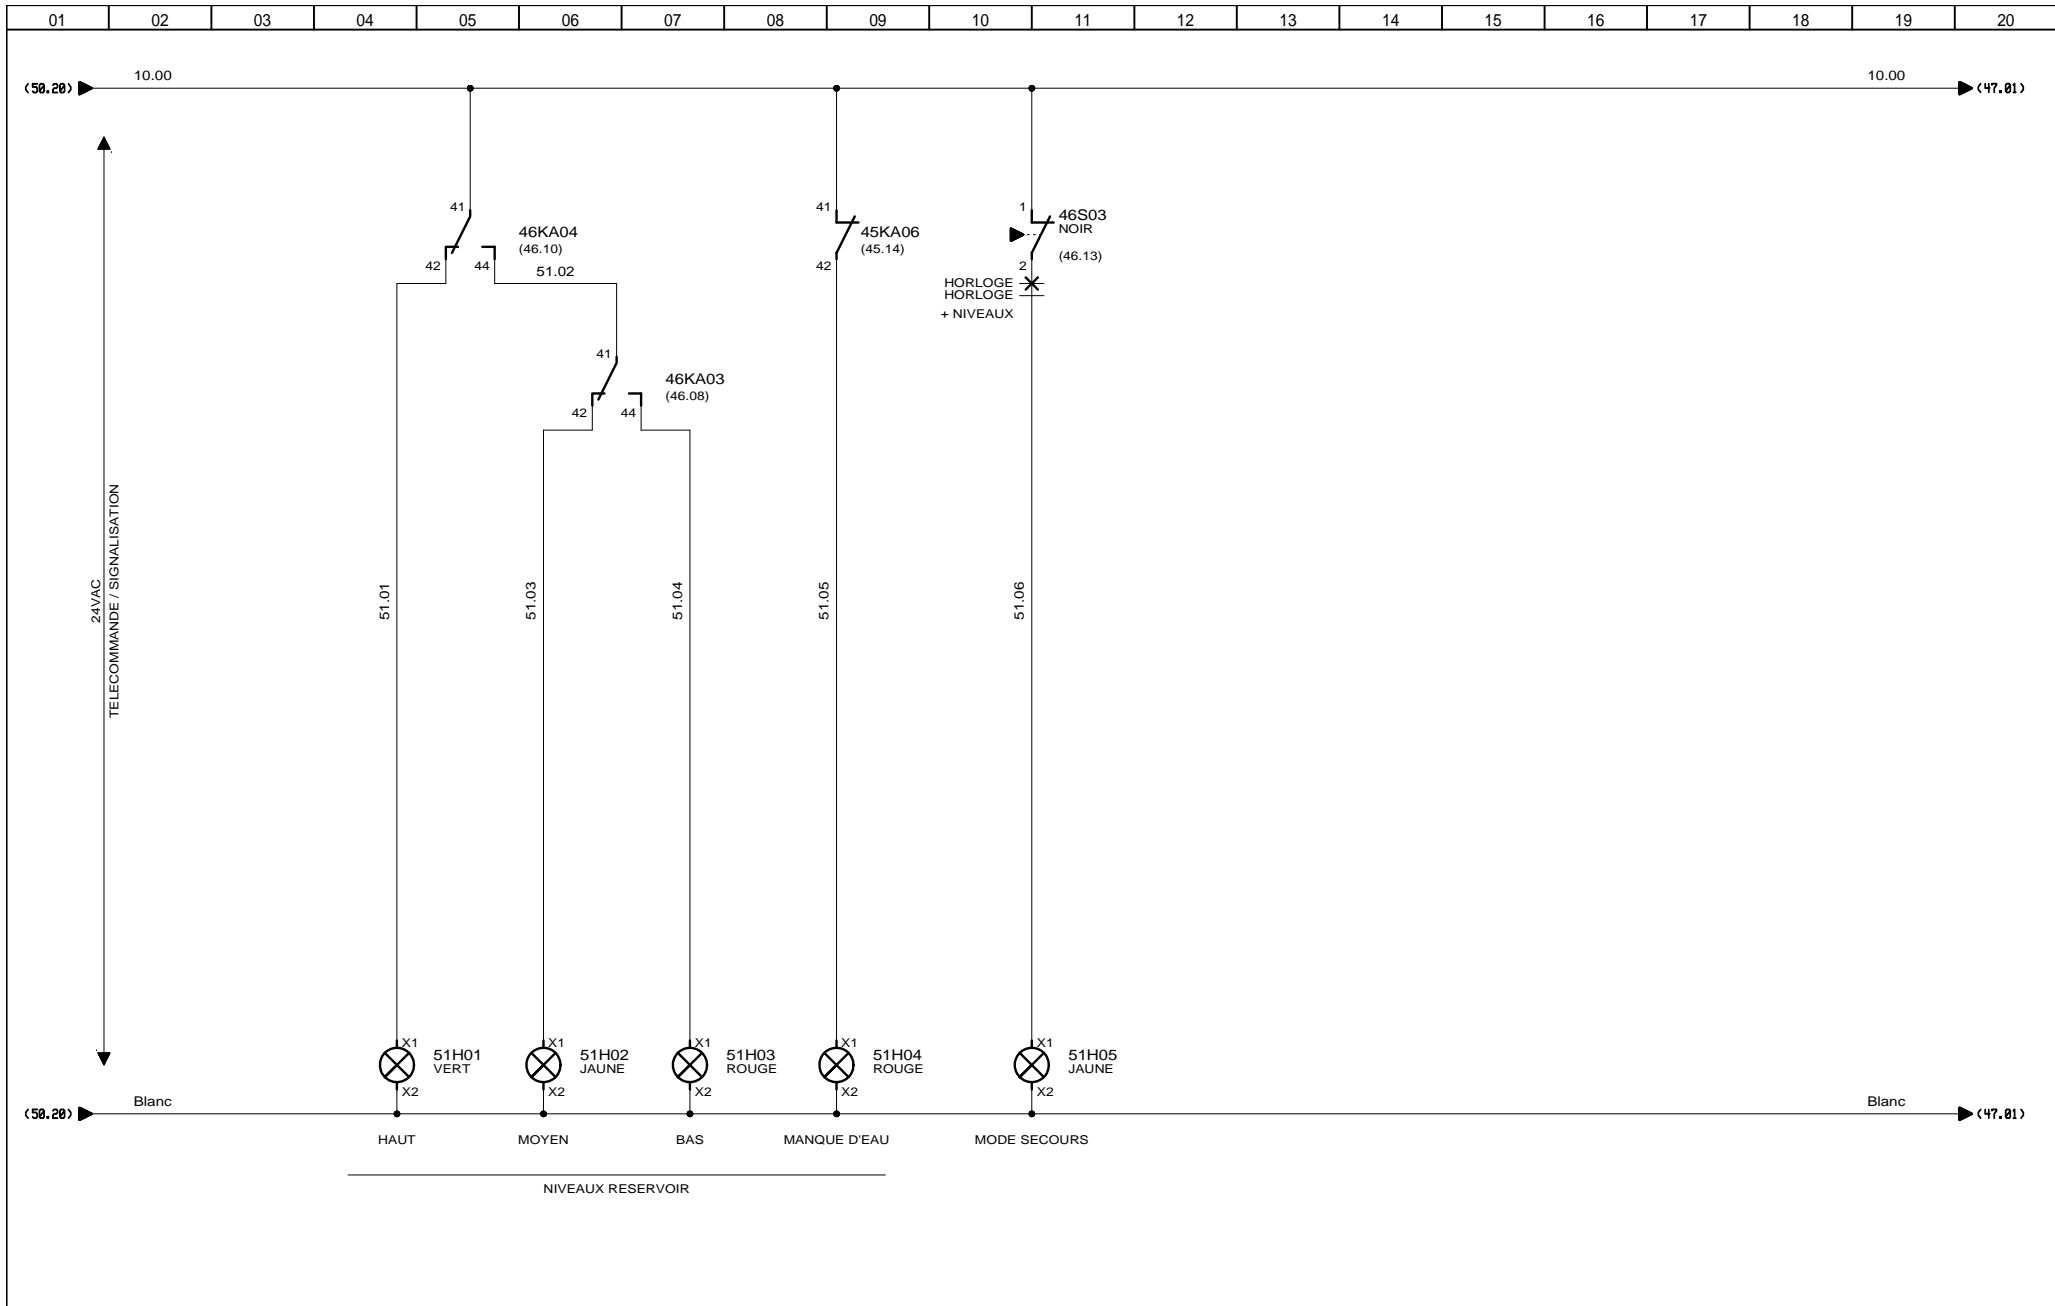 01 02 03 04 05 06 07 08 09 10 11 12 13 14 15 16 17 18 19 20
10.00 10.00
(50.20) (47.01)
41 41 1 46S03
NOIR
46KA04 45KA06
(46.10) (45.14) (46.13)
42 44 42 2
51.02
HORLOGE
HORLOGE
+ NIVEAUX
41
46KA03
(46.08)
42 44
24VAC
TELECOMMANDE / SIGNALISATION
51.01 51.03 51.04 51.05 51.06
X1 X1 X1 X1 X1
51H01 51H02 51H03 51H04 51H05
VERT JAUNE ROUGE ROUGE JAUNE
X2 X2 X2 X2 X2
Blanc Blanc
(50.20) (47.01)
HAUT MOYEN BAS MANQUE D'EAU MODE SECOURS
NIVEAUX RESERVOIR